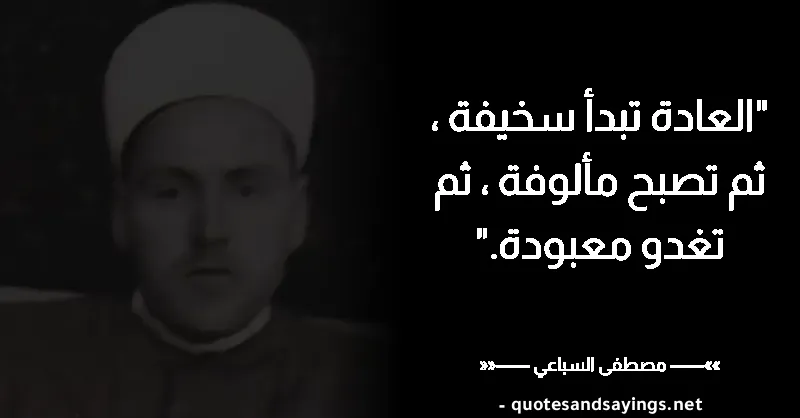 "العادة تبدأ سخيفة ،
ثم تصبح مألوفة ، ثم
تغدو معبودة."
»»—— مصطفى السباعي ——««
- quotesandsayings.net